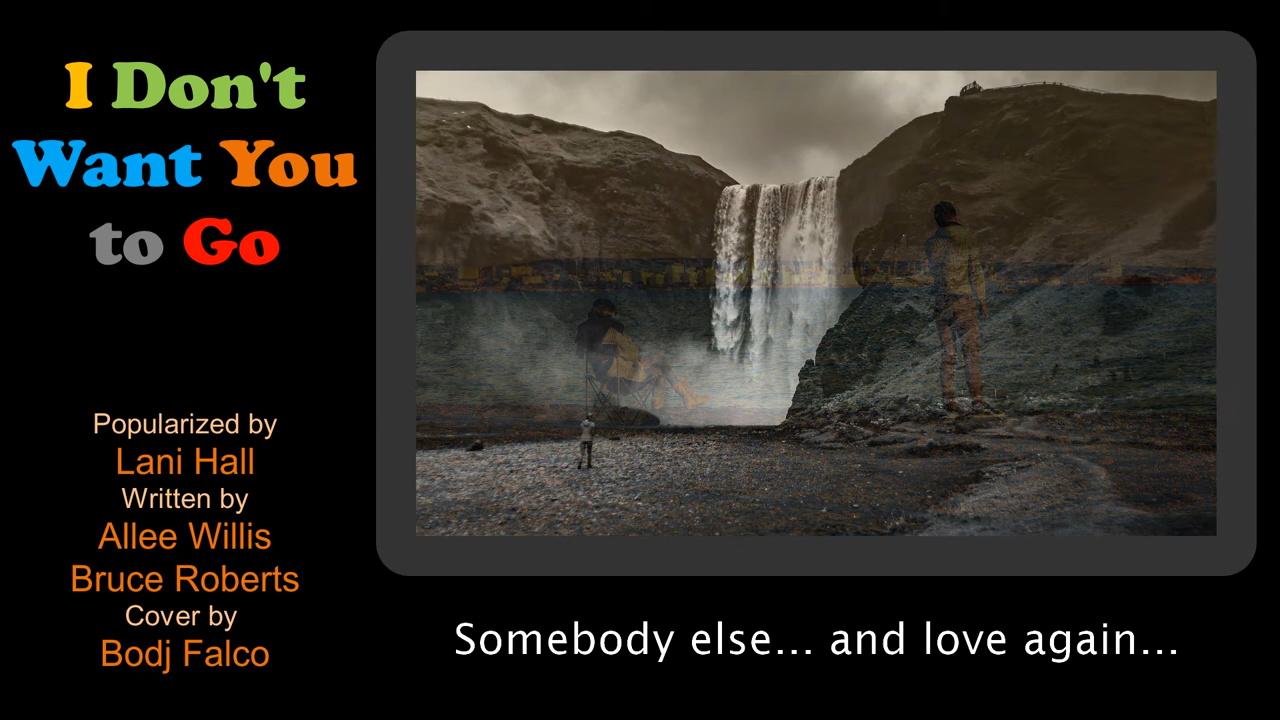 I Don't
Want You
to Go
Popularized by
Lani Hall
Written by
Allee Willis
Bruce Roberts
Cover by
Bodj Falco
Somebody else... and love again...